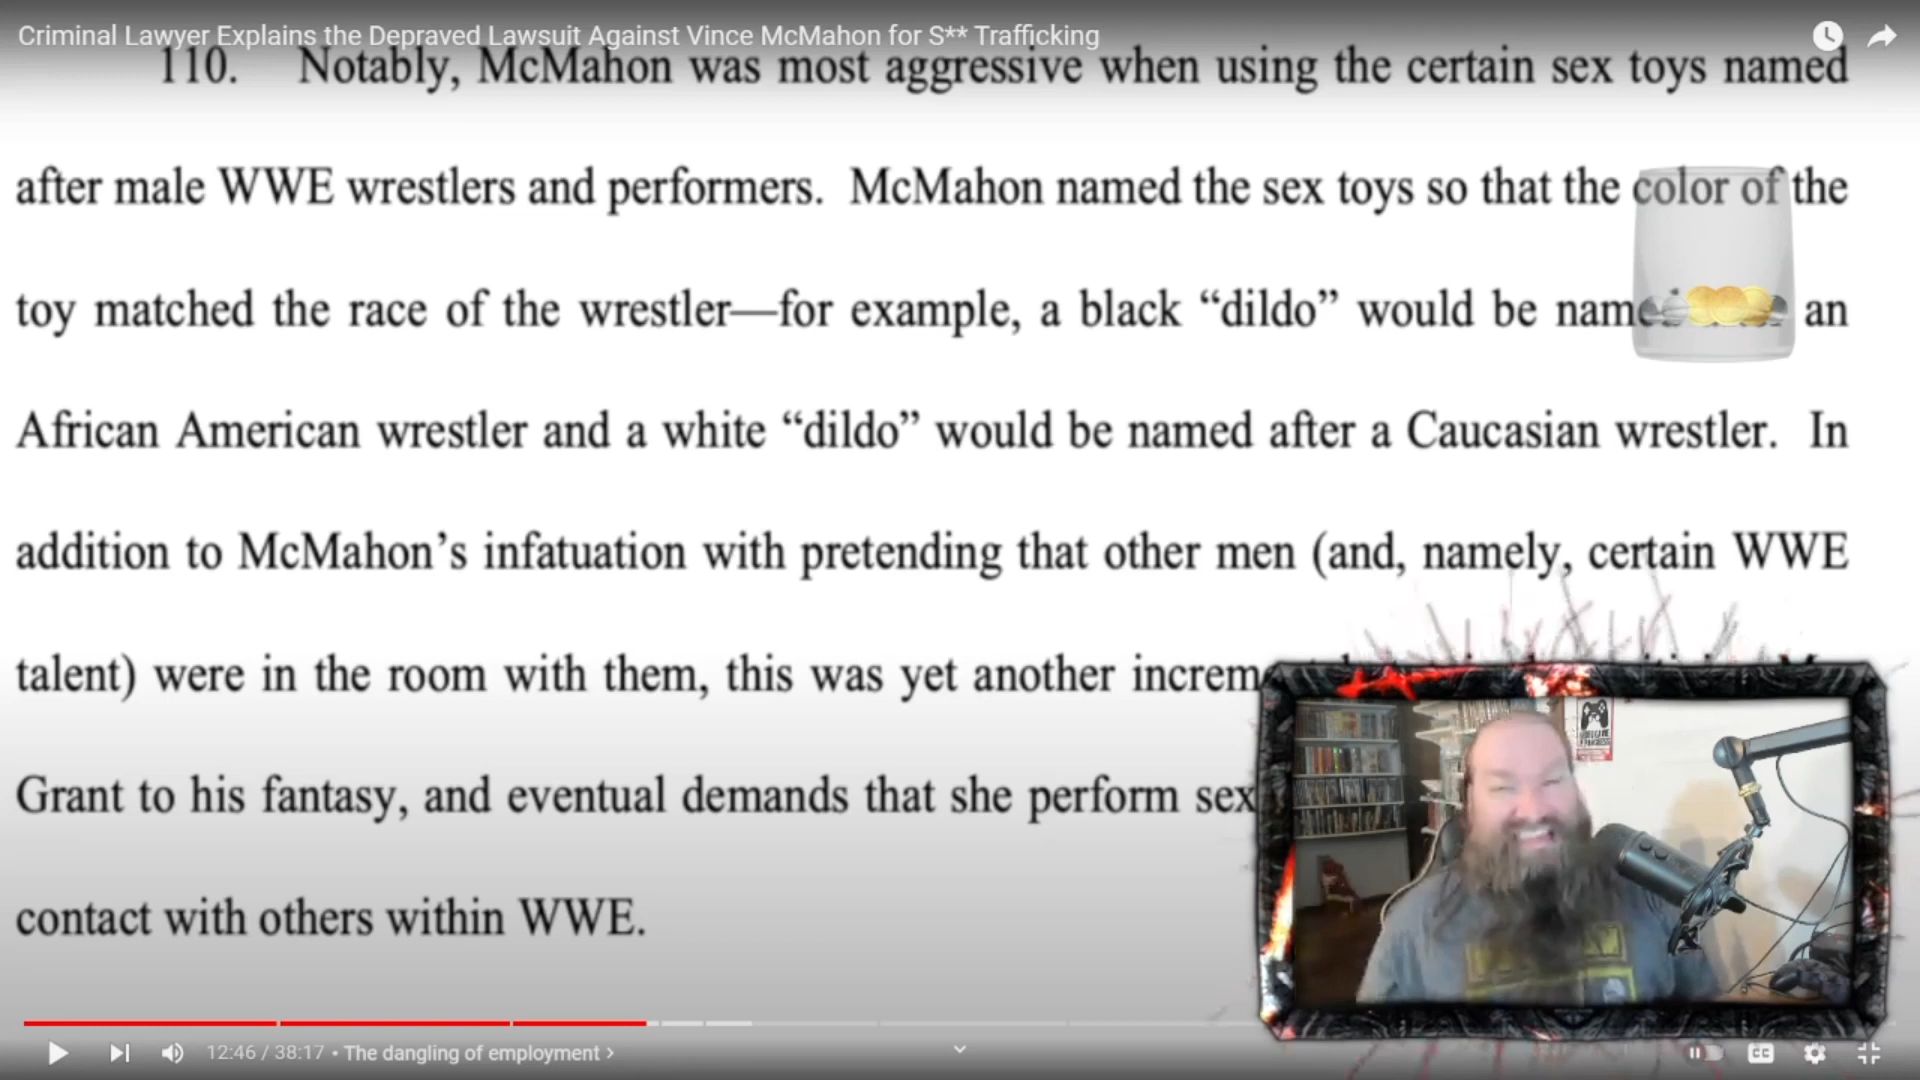 Criminal Lawyer Explains the Depraved Lawsuit Against Vince McMahon for S** Trafficking
110. Notably, McMahon was most aggressive when using the certain sex toys named
after male WWE wrestlers and performers. McMahon named the sex toys so that the color of the
toy matched the race of the wrestler—for example, a black “dildo” would be an
African American wrestler and a white “dildo” would be named after a Caucasian wrestler. In
addition to McMahon’s infatuation with pretending that other men (and, namely, certain WWE
talent) were in the room with them, this was yet another
Grant to his fantasy, and eventual demands that she perform
contact with others within WWE.
12:46 / 38:17 • The dangling of employment ›
CC